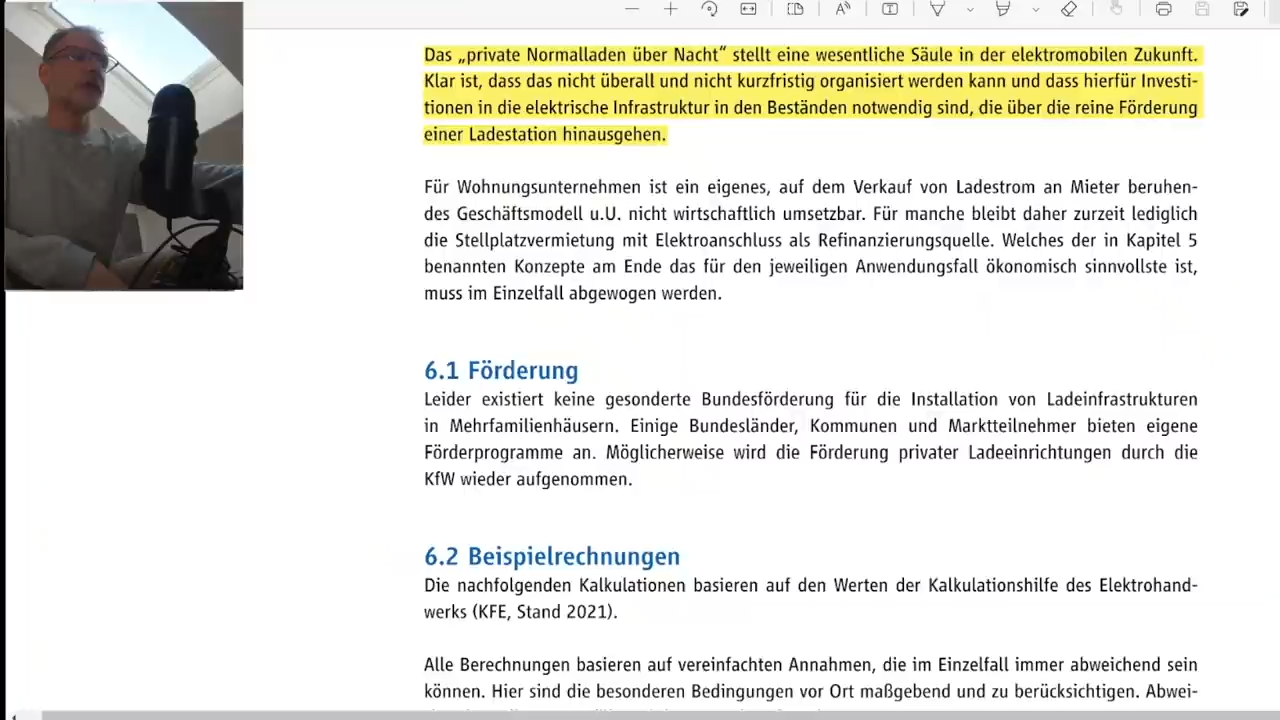 Das „private Normalladen über Nacht“ stellt eine wesentliche Säule in der elektromobilen Zukunft.
Klar ist, dass das nicht überall und nicht kurzfristig organisiert werden kann und dass hierfür Investi-
tionen in die elektrische Infrastruktur in den Beständen notwendig sind, die über die reine Förderung
einer Ladestation hinausgehen.
Für Wohnungsunternehmen ist ein eigenes, auf dem Verkauf von Ladestrom an Mieter beruhen-
des Geschäftsmodell u.U. nicht wirtschaftlich umsetzbar. Für manche bleibt daher zurzeit lediglich
die Stellplatzvermietung mit Elektroanschluss als Refinanzierungsquelle. Welches der in Kapitel 5
benannten Konzepte am Ende das für den jeweiligen Anwendungsfall ökonomisch sinnvollste ist,
muss im Einzelfall abgewogen werden.
6.1 Förderung
Leider existiert keine gesonderte Bundesförderung für die Installation von Ladeinfrastrukturen
in Mehrfamilienhäusern. Einige Bundesländer, Kommunen und Marktteilnehmer bieten eigene
Förderprogramme an. Möglicherweise wird die Förderung privater Ladeeinrichtungen durch die
KfW wieder aufgenommen.
6.2 Beispielrechnungen
Die nachfolgenden Kalkulationen basieren auf den Werten der Kalkulationshilfe des Elektrohand-
werks (KFE, Stand 2021).
Alle Berechnungen basieren auf vereinfachten Annahmen, die im Einzelfall immer abweichend sein
können. Hier sind die besonderen Bedingungen vor Ort maßgebend und zu berücksichtigen. Abwei-